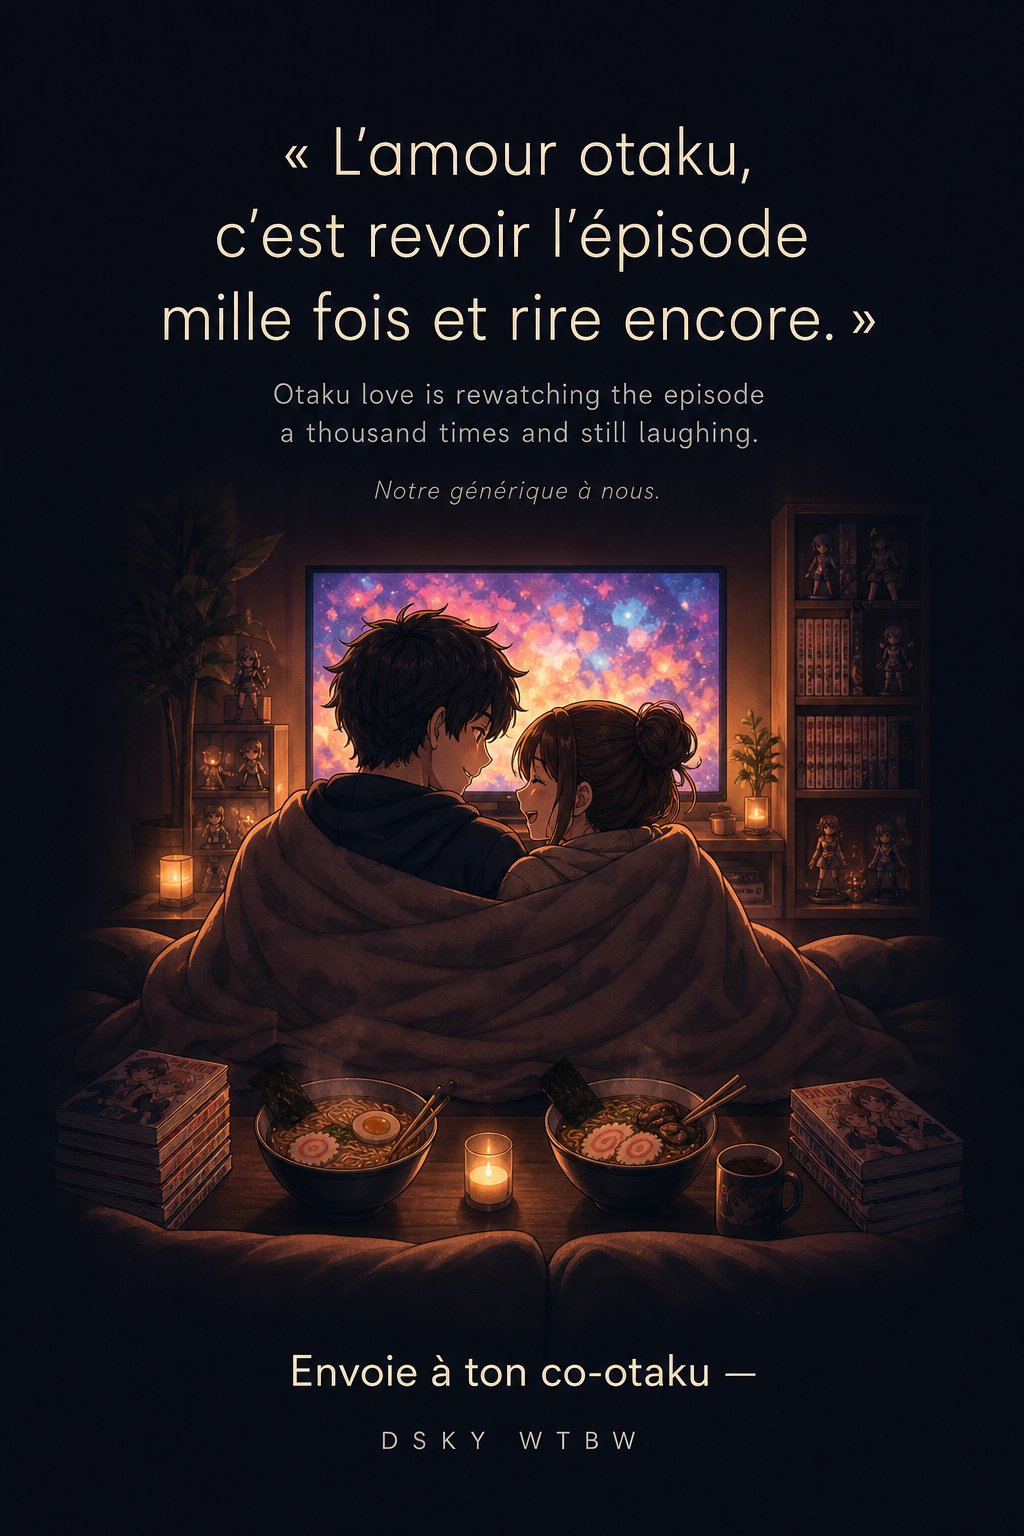 « L’amour otaku,
c’est revoir l’épisode
mille fois et rire encore. »
Otaku love is rewatching the episode
a thousand times and still laughing.
Notre générique à nous.
Envoie à ton co-otaku —
DSKY WTBW